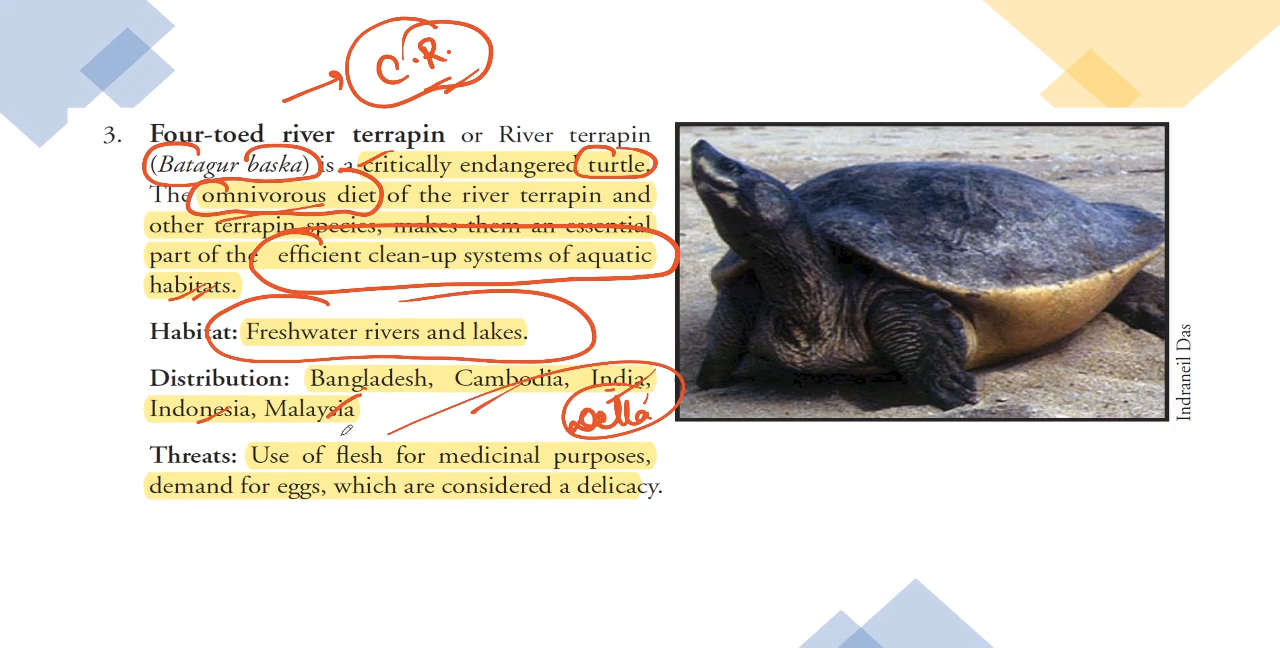 C.R.
3. Four-toed river terrapin or River terrapin
(Batagur baska) is a critically endangered turtle.
The omnivorous diet of the river terrapin and
other terrapin species, makes them an essential
part of the efficient clean-up systems of aquatic
habitats.
Habitat: Freshwater rivers and lakes.
Distribution: Bangladesh, Cambodia, India,
Indonesia, Malaysia
Delta
Threats: Use of flesh for medicinal purposes,
demand for eggs, which are considered a delicacy.
Indraneil Das